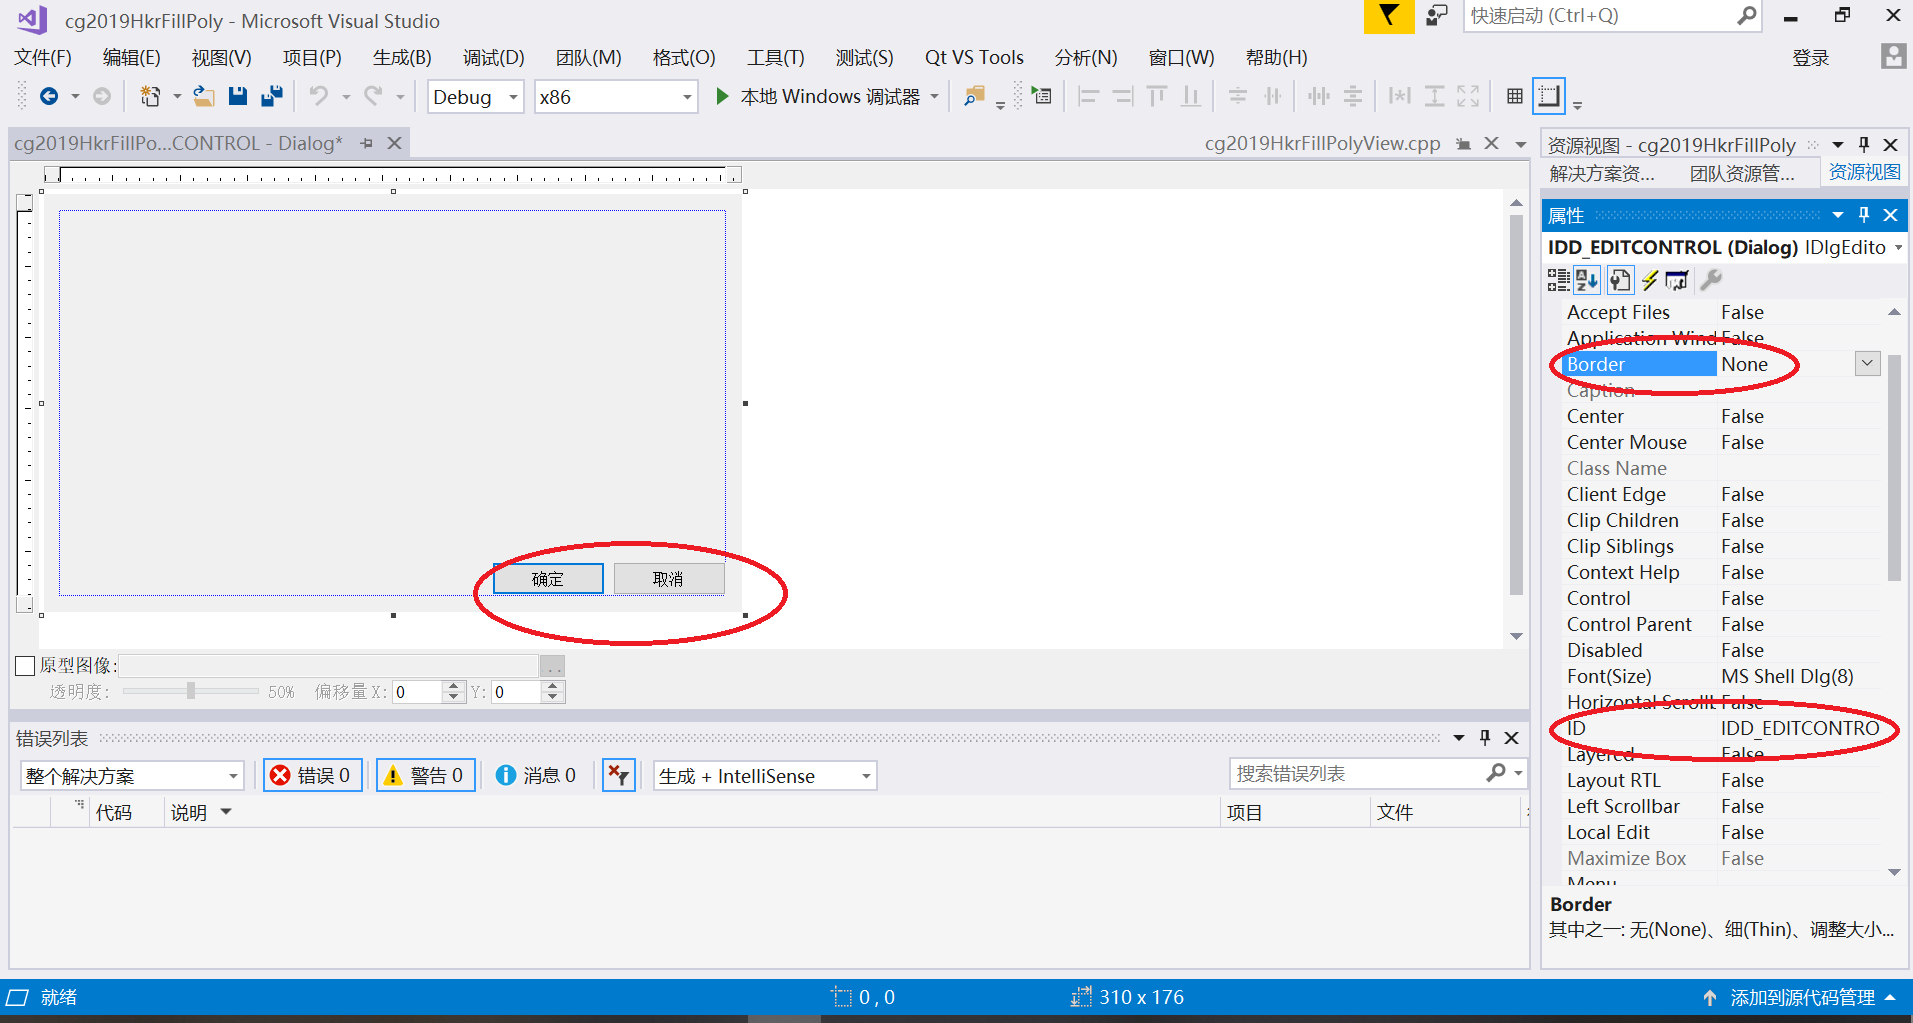 cg2019HkrFillPoly - Microsoft Visual Studio
快速启动 (Ctrl+Q)
文件(F) 编辑(E) 视图(V) 项目(P) 生成(B) 调试(D) 团队(M) 格式(O) 工具(T) 测试(S) Qt VS Tools 分析(N) 窗口(W) 帮助(H) 登录
Debug x86 本地 Windows 调试器
cg2019HkrFillPo...CONTROL - Dialog* cg2019HkrFillPolyView.cpp
确定 取消
原型图像: ..
透明度: 50% 偏移量 X: 0 Y: 0
错误列表
整个解决方案 错误 0 警告 0 消息 0 生成 + IntelliSense 搜索错误列表
代码 说明 项目 文件
资源视图 - cg2019HkrFillPoly
解决方案资... 团队资源管... 资源视图
属性
IDD_EDITCONTROL (Dialog) IDlgEdito
Accept Files False
Application Wind False
Border None
Caption
Center False
Center Mouse False
Class Name
Client Edge False
Clip Children False
Clip Siblings False
Context Help False
Control False
Control Parent False
Disabled False
Font(Size) MS Shell Dlg(8)
Horizontal Scrollb False
ID IDD_EDITCONTRO
Layered False
Layout RTL False
Left Scrollbar False
Local Edit False
Maximize Box False
Menu
Border
其中之一: 无(None)、细(Thin)、调整大小...
就绪 0 , 0 310 x 176 添加到源代码管理